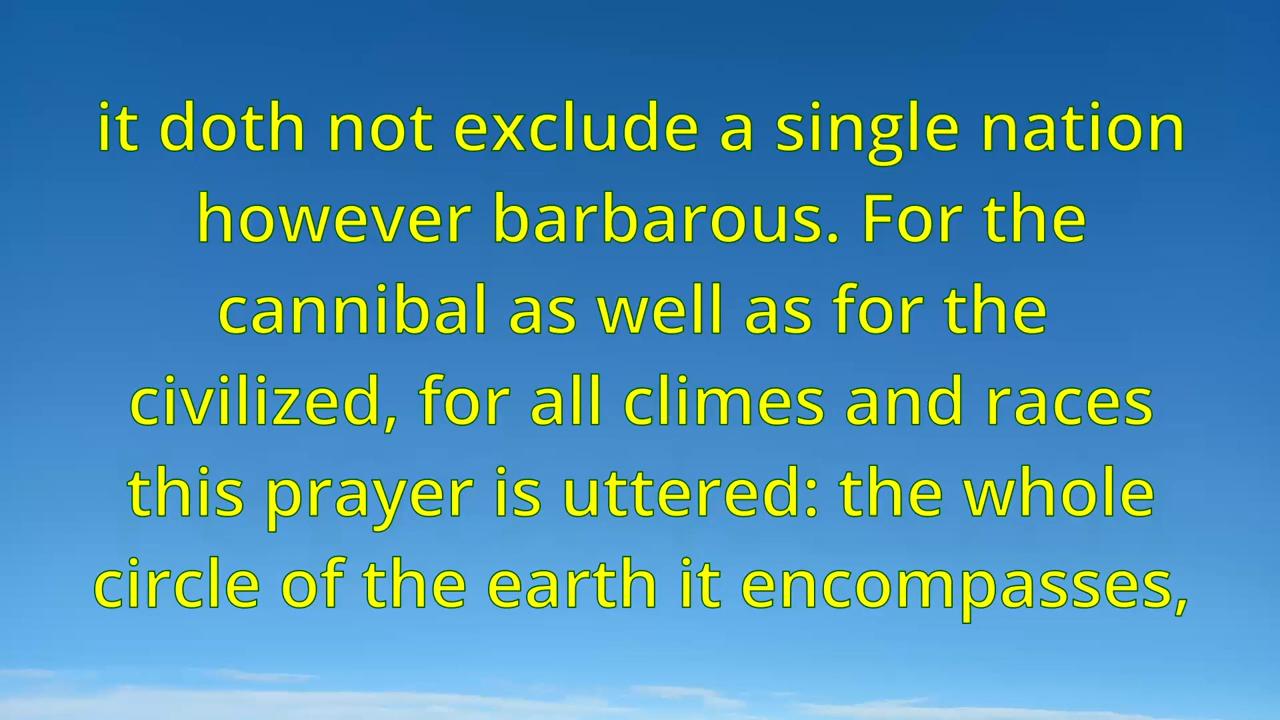 it doth not exclude a single nation
however barbarous. For the
cannibal as well as for the
civilized, for all climes and races
this prayer is uttered: the whole
circle of the earth it encompasses,